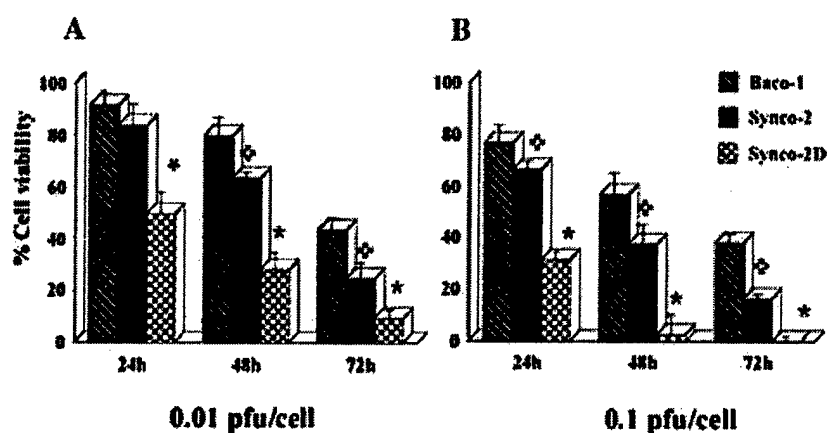 A
B
100
80
60
40
20
0
% Cell viability
24h
48h
72h
0.01 pfu/cell
100
80
60
40
20
0
24h
48h
72h
0.1 pfu/cell
Baco-1
Synco-2
Synco-2D